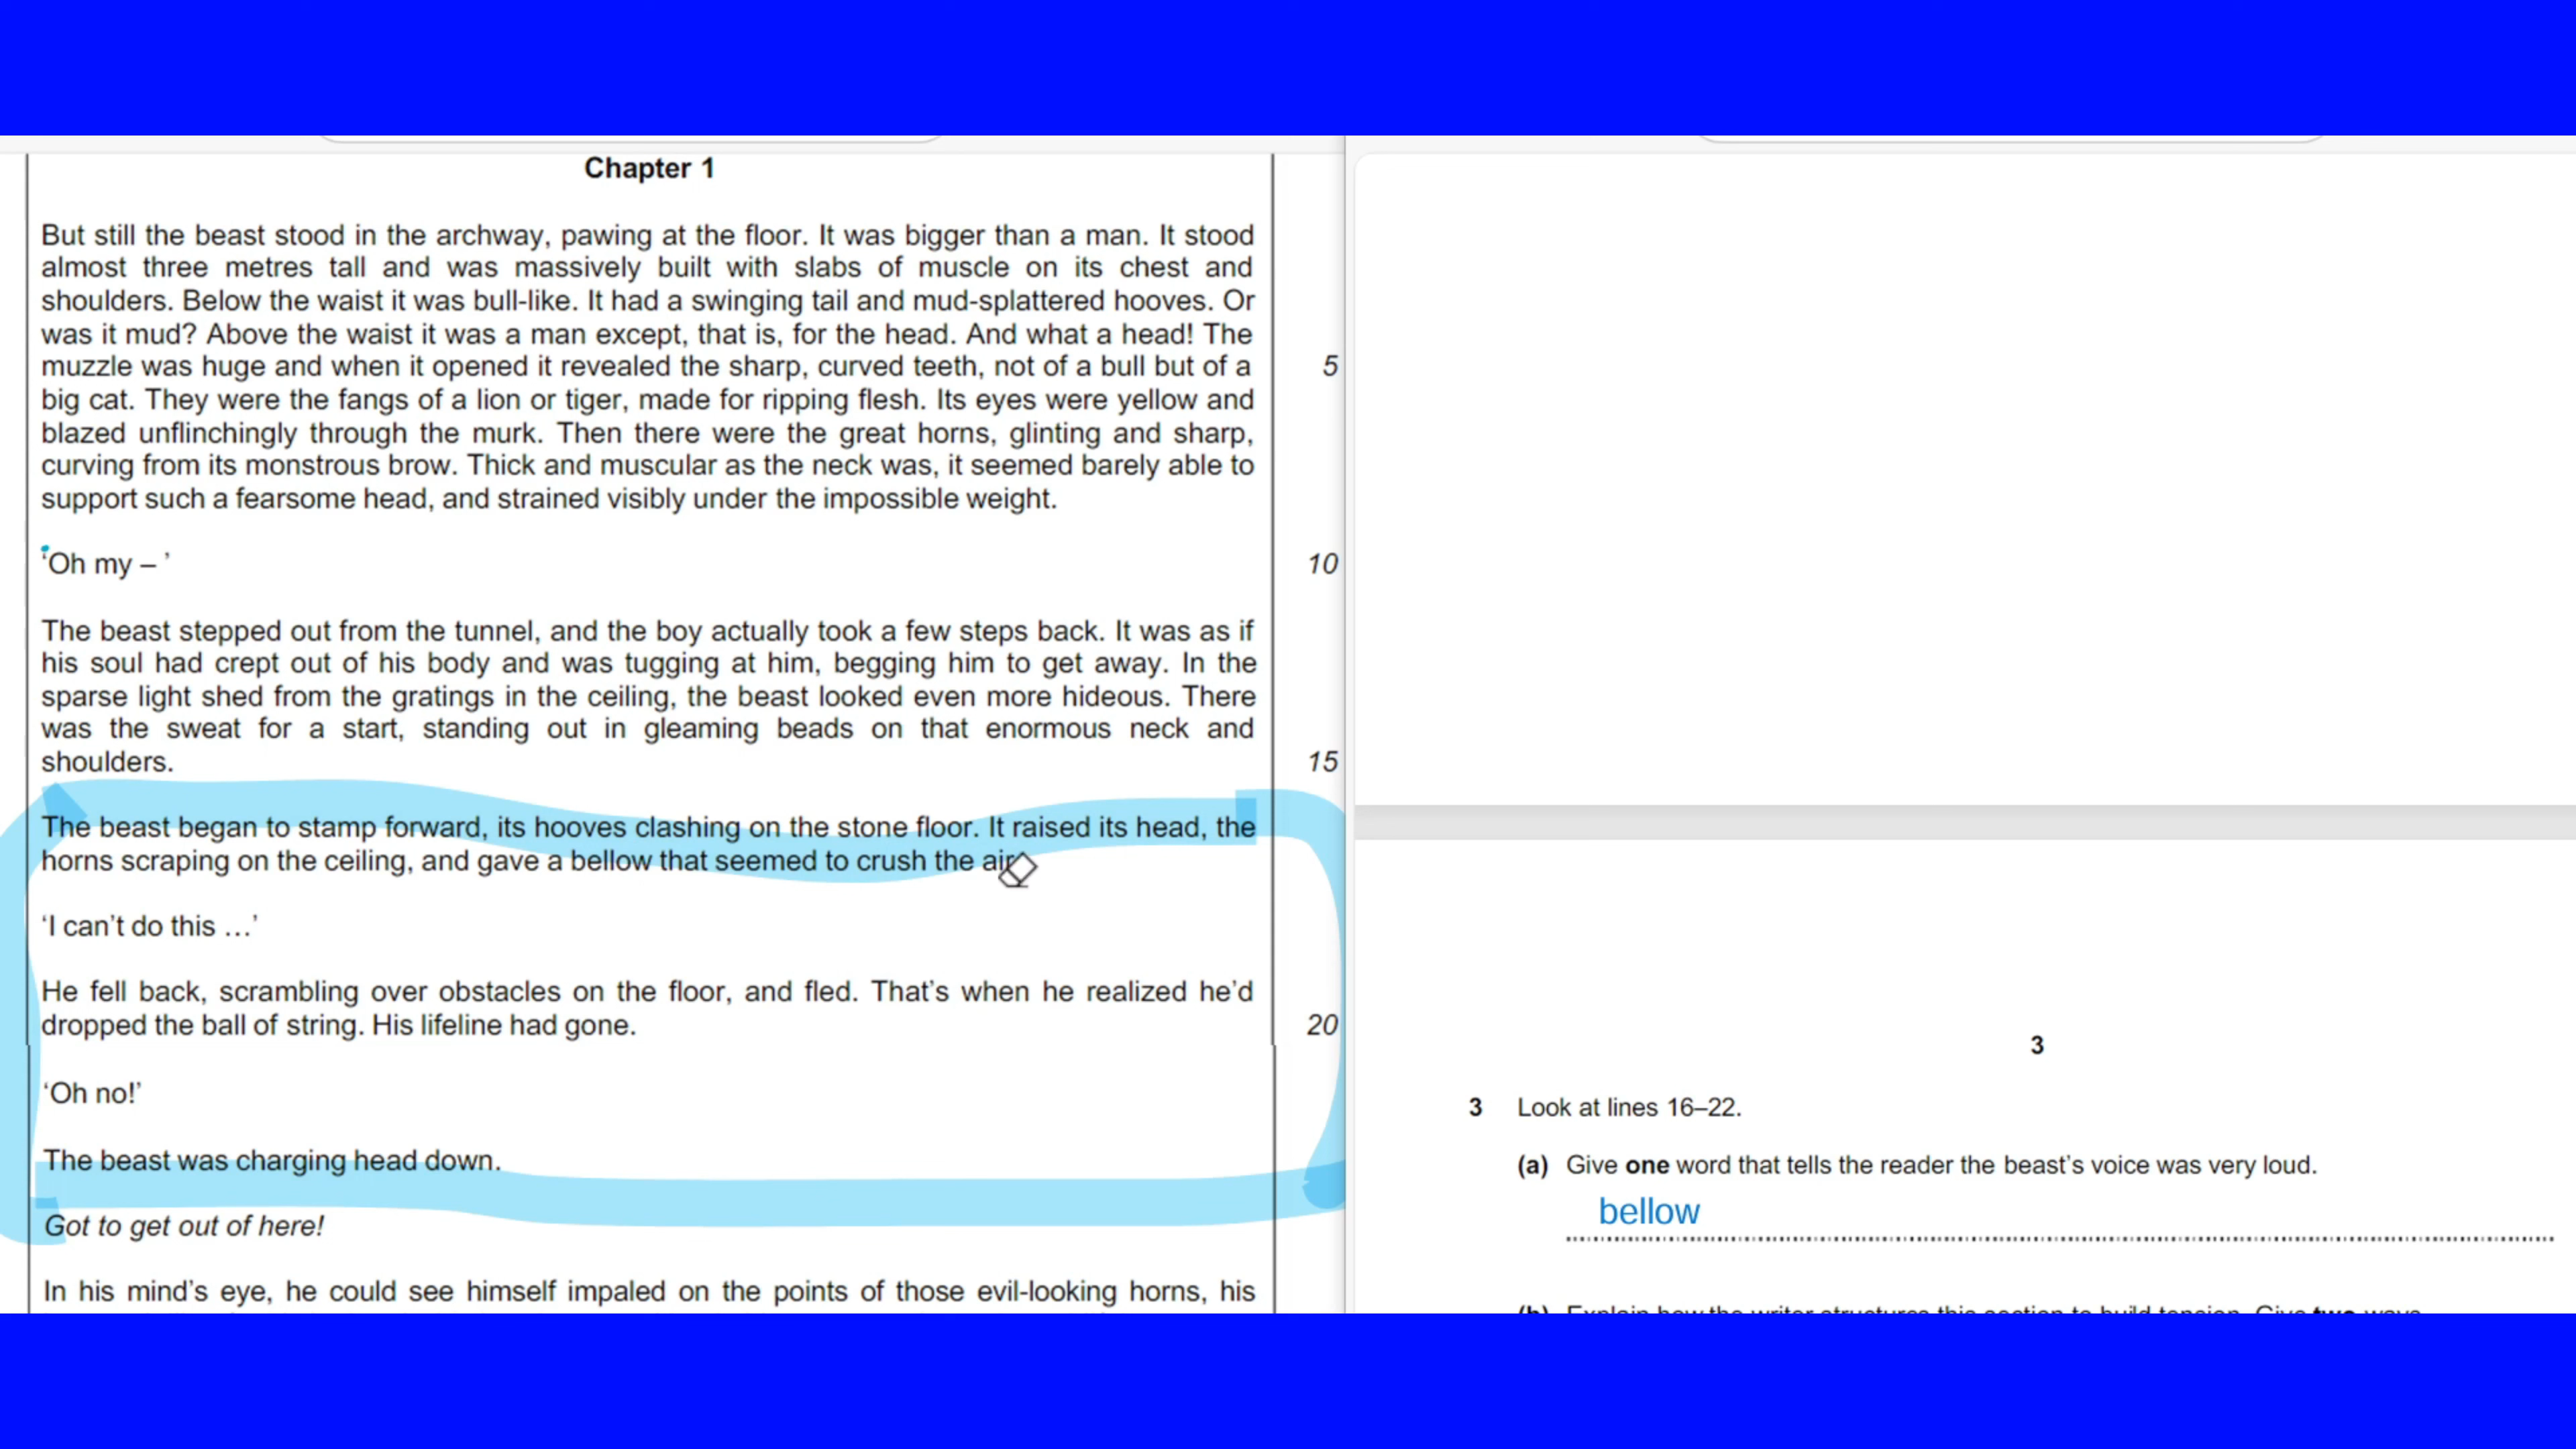 Chapter 1
But still the beast stood in the archway, pawing at the floor. It was bigger than a man. It stood
almost three metres tall and was massively built with slabs of muscle on its chest and
shoulders. Below the waist it was bull-like. It had a swinging tail and mud-splattered hooves. Or
was it mud? Above the waist it was a man except, that is, for the head. And what a head! The
muzzle was huge and when it opened it revealed the sharp, curved teeth, not of a bull but of a
5
big cat. They were the fangs of a lion or tiger, made for ripping flesh. Its eyes were yellow and
blazed unflinchingly through the murk. Then there were the great horns, glinting and sharp,
curving from its monstrous brow. Thick and muscular as the neck was, it seemed barely able to
support such a fearsome head, and strained visibly under the impossible weight.
‘Oh my – ’
10
The beast stepped out from the tunnel, and the boy actually took a few steps back. It was as if
his soul had crept out of his body and was tugging at him, begging him to get away. In the
sparse light shed from the gratings in the ceiling, the beast looked even more hideous. There
was the sweat for a start, standing out in gleaming beads on that enormous neck and
shoulders.
15
The beast began to stamp forward, its hooves clashing on the stone floor. It raised its head, the
horns scraping on the ceiling, and gave a bellow that seemed to crush the air
‘I can’t do this …’
He fell back, scrambling over obstacles on the floor, and fled. That’s when he realized he’d
dropped the ball of string. His lifeline had gone.
20
‘Oh no!’
The beast was charging head down.
Got to get out of here!
In his mind’s eye, he could see himself impaled on the points of those evil-looking horns, his
3
3 Look at lines 16–22.
(a) Give one word that tells the reader the beast’s voice was very loud.
bellow
(b) Explain how the writer structures this section to build tension. Give two ways